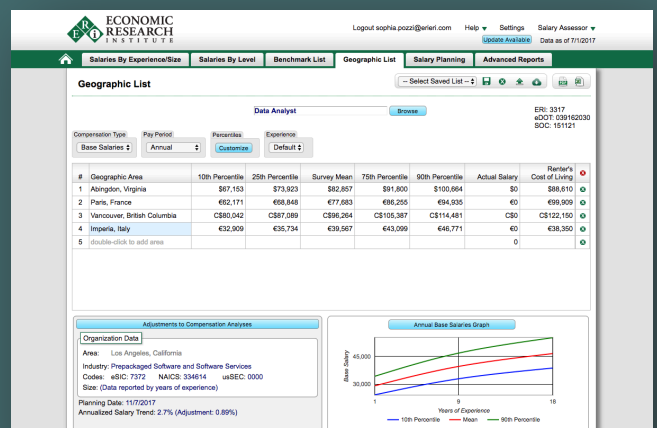 ERI
ECONOMIC
RESEARCH
INSTITUTE
Logout sophia.pozzi@erieri.com Help Settings Salary Assessor
Update Available Data as of 7/1/2017
Salaries By Experience/Size Salaries By Level Benchmark List Geographic List Salary Planning Advanced Reports
Geographic List
-- Select Saved List --
Data Analyst Browse
ERI: 3317
eDOT: 039162030
SOC: 151121
Compensation Type Pay Period Percentiles Experience
Base Salaries Annual Customize Default
Renter's
# Geographic Area 10th Percentile 25th Percentile Survey Mean 75th Percentile 90th Percentile Actual Salary Cost of Living
1 Abingdon, Virginia $67,153 $73,923 $82,857 $91,800 $100,664 $0 $88,610
2 Paris, France €62,171 €68,848 €77,683 €86,255 €94,935 €0 €99,909
3 Vancouver, British Columbia C$80,042 C$87,089 C$96,264 C$105,387 C$114,481 C$0 C$122,150
4 Imperia, Italy €32,909 €35,734 €39,567 €43,099 €46,771 €0 €38,350
5 double-click to add area 0
Adjustments to Compensation Analyses
Organization Data
Area: Los Angeles, California
Industry: Prepackaged Software and Software Services
Codes: eSIC: 7372 NAICS: 334614 usSEC: 0000
Size: (Data reported by years of experience)
Planning Date: 11/7/2017
Annualized Salary Trend: 2.7% (Adjustment: 0.89%)
Annual Base Salaries Graph
Base Salary
45,000
30,000
1 9 18
Years of Experience
10th Percentile Mean 90th Percentile